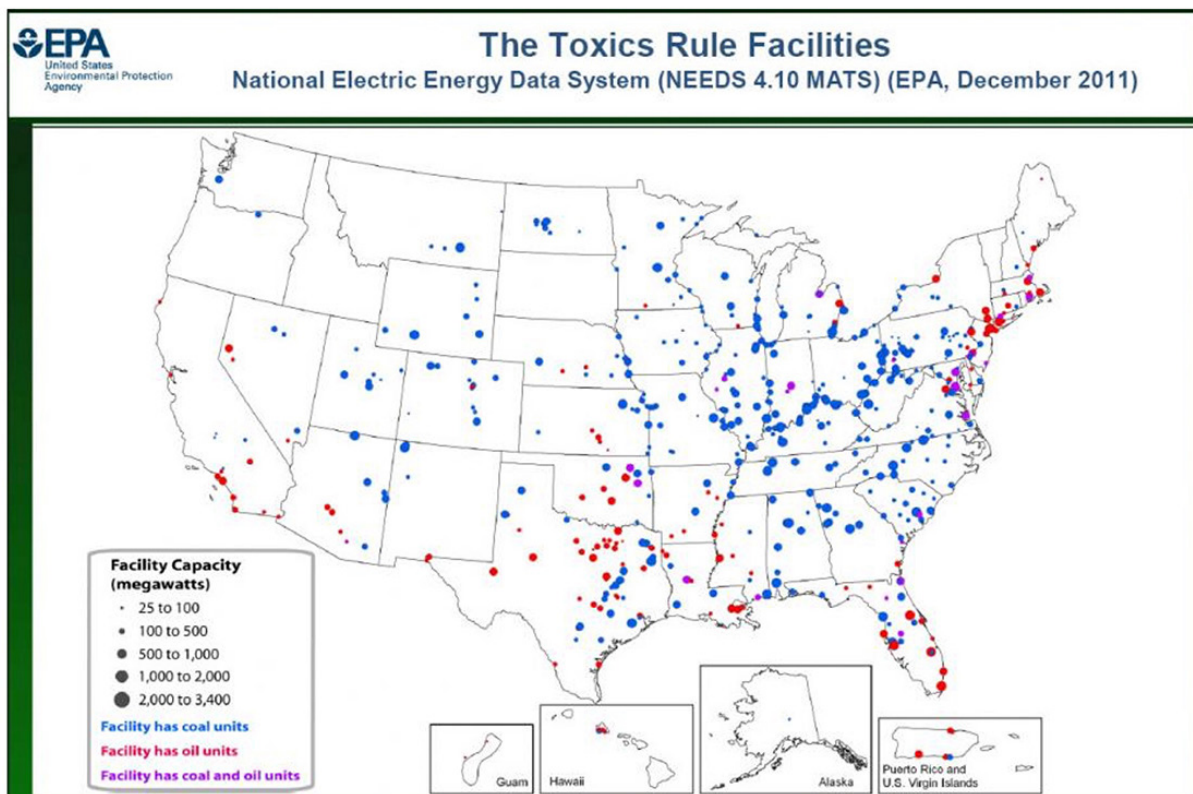 EPA
United States
Environmental Protection
Agency
The Toxics Rule Facilities
National Electric Energy Data System (NEEDS 4.10 MATS) (EPA, December 2011)
Facility Capacity
(megawatts)
25 to 100
100 to 500
500 to 1,000
1,000 to 2,000
2,000 to 3,400
Facility has coal units
Facility has oil units
Facility has coal and oil units
Guam
Hawaii
Alaska
Puerto Rico and
U.S. Virgin Islands